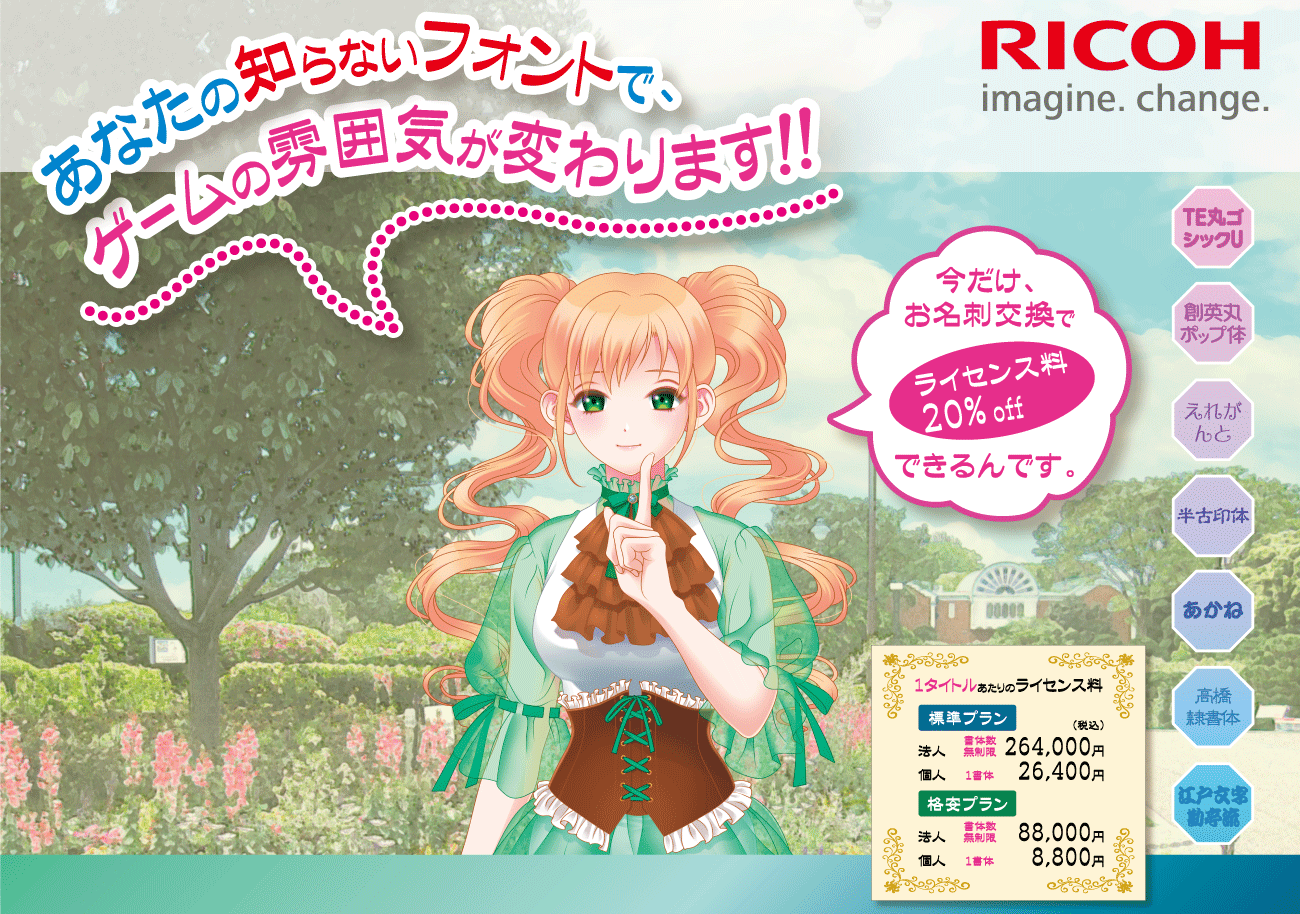 あなたの知らないフォントで、
ゲームの雰囲気が変わります!!
RICOH
imagine. change.
今だけ、
お名刺交換で
ライセンス料
20% off
できるんです。
TE丸ゴ
シックU
創英丸
ポップ体
えれが
んと
半古印体
あかね
高橋
隷書体
江戸文字
勘亭流
1タイトルあたりのライセンス料
標準プラン
(税込)
法人 書体数無制限 264,000円
個人 1書体 26,400円
格安プラン
法人 書体数無制限 88,000円
個人 1書体 8,800円